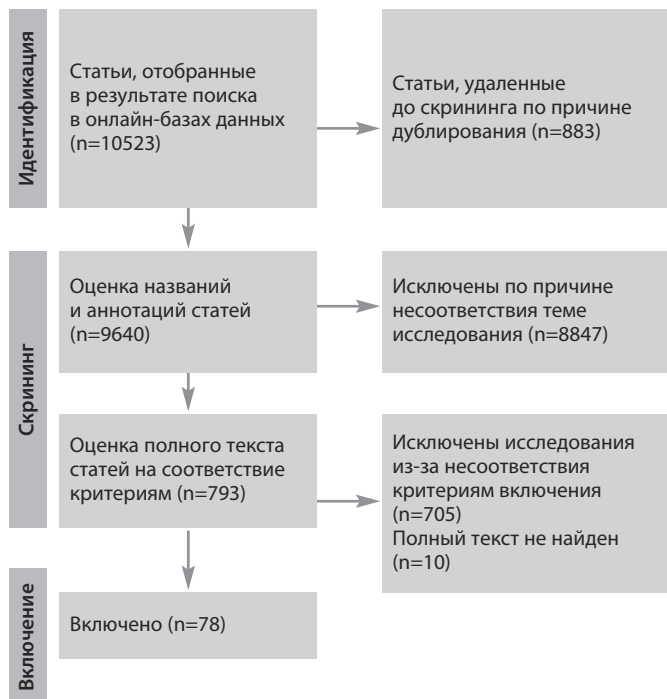 Идентификация
Статьи, отобранные
в результате поиска
в онлайн-базах данных
(n=10523)
Статьи, удаленные
до скрининга по причине
дублирования (n=883)
Скрининг
Оценка названий
и аннотаций статей
(n=9640)
Исключены по причине
несоответствия теме
исследования (n=8847)
Оценка полного текста
статей на соответствие
критериям (n=793)
Исключены исследования
из-за несоответствия
критериям включения
(n=705)
Полный текст не найден
(n=10)
Включение
Включено (n=78)